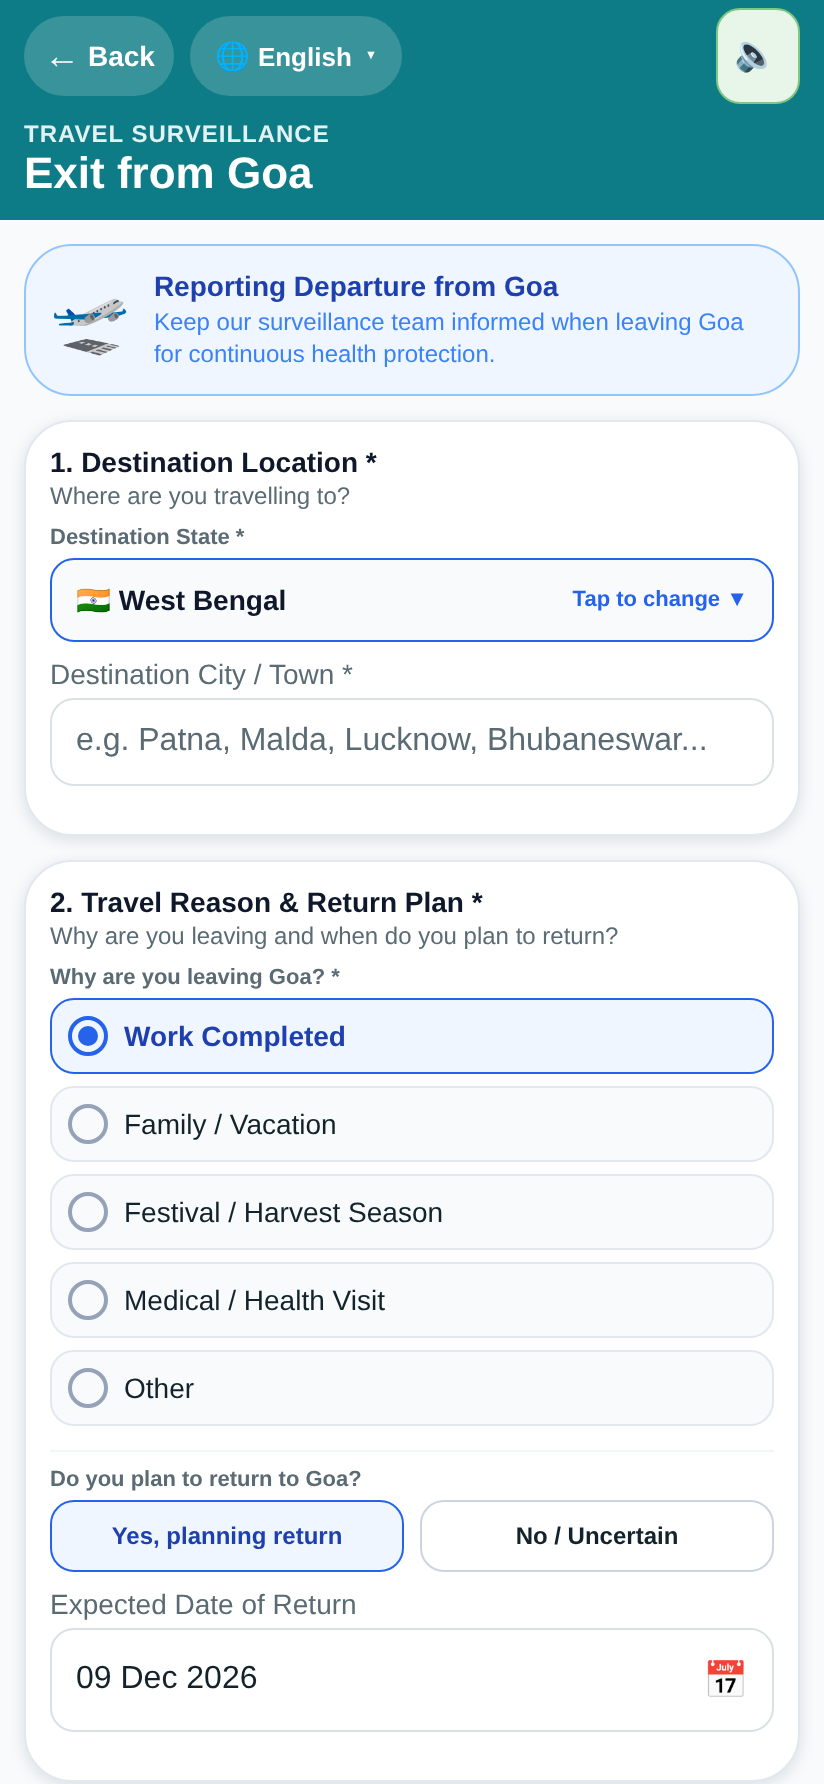 ← Back
🌐 English ▼
TRAVEL SURVEILLANCE
Exit from Goa
Reporting Departure from Goa
Keep our surveillance team informed when leaving Goa
for continuous health protection.
1. Destination Location *
Where are you travelling to?
Destination State *
🇮🇳 West Bengal
Tap to change ▼
Destination City / Town *
e.g. Patna, Malda, Lucknow, Bhubaneswar...
2. Travel Reason & Return Plan *
Why are you leaving and when do you plan to return?
Why are you leaving Goa? *
Work Completed
Family / Vacation
Festival / Harvest Season
Medical / Health Visit
Other
Do you plan to return to Goa?
Yes, planning return
No / Uncertain
Expected Date of Return
09 Dec 2026
July
17